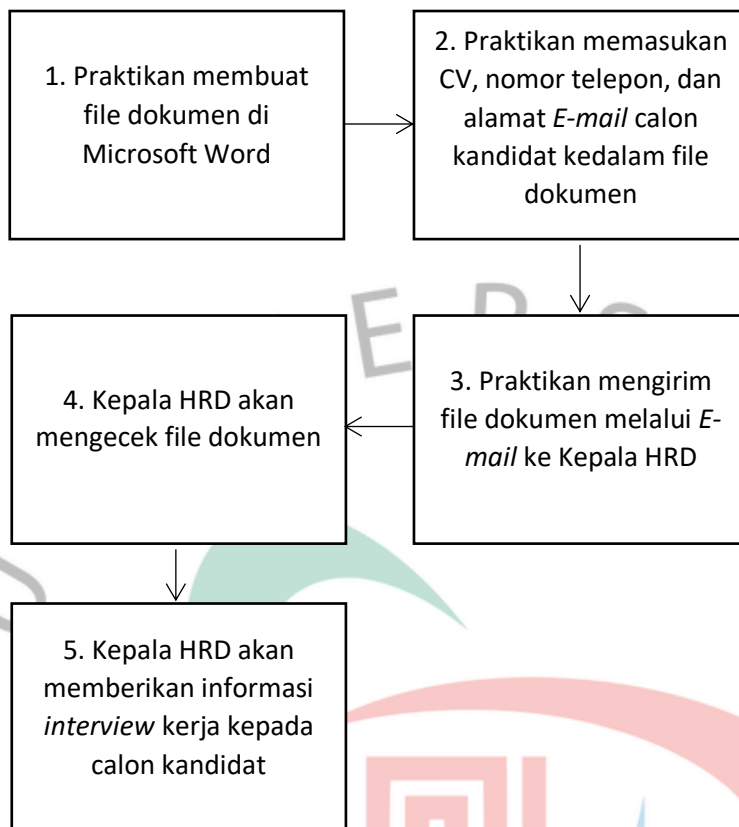 1. Praktikan membuat
file dokumen di
Microsoft Word
2. Praktikan memasukan
CV, nomor telepon, dan
alamat E-mail calon
kandidat kedalam file
dokumen
3. Praktikan mengirim
file dokumen melalui E-
mail ke Kepala HRD
4. Kepala HRD akan
mengecek file dokumen
5. Kepala HRD akan
memberikan informasi
interview kerja kepada
calon kandidat